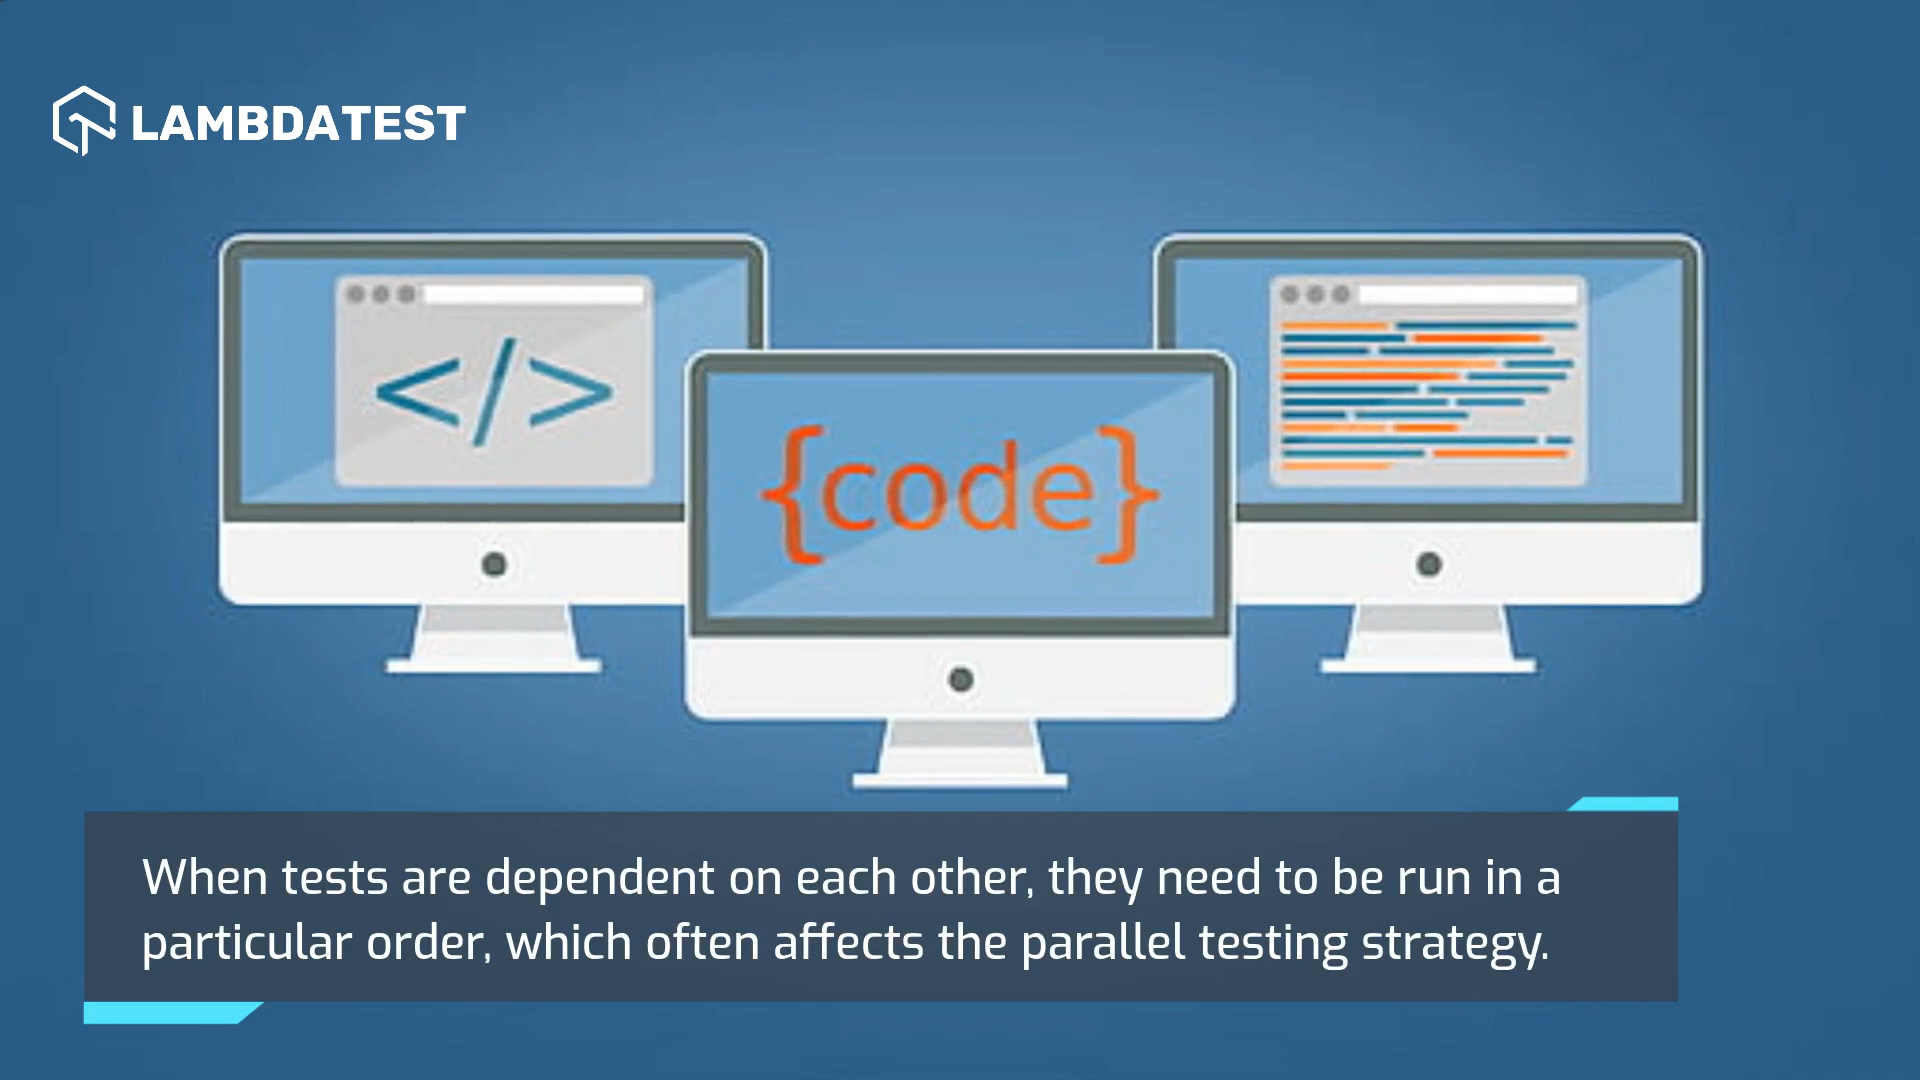 LAMBDATEST
</>
{code}
When tests are dependent on each other, they need to be run in a
particular order, which often affects the parallel testing strategy.